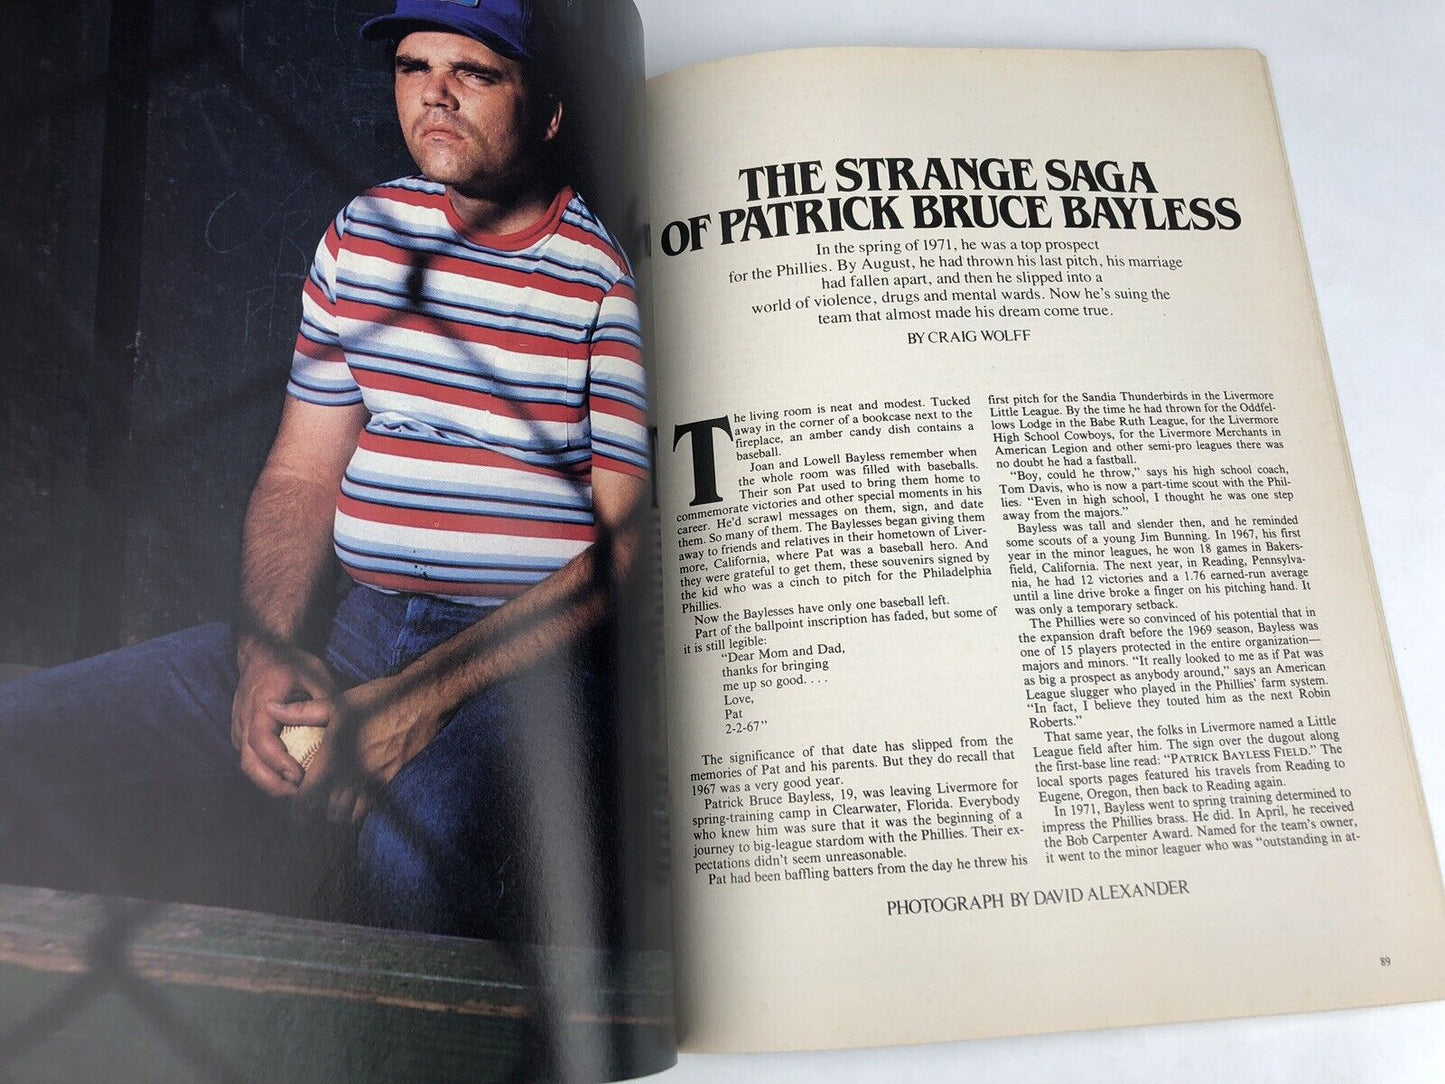 THE STRANGE SAGA
OF PATRICK BRUCE BAYLESS
In the spring of 1971, he was a top prospect
for the Phillies. By August, he had thrown his last pitch, his marriage
had fallen apart, and then he slipped into a
world of violence, drugs and mental wards. Now he's suing the
team that almost made his dream come true.
BY CRAIG WOLFF
The living room is neat and modest. Tucked
away in the corner of a bookcase next to the
fireplace, an amber candy dish contains a
baseball.
Joan and Lowell Bayless remember when
the whole room was filled with baseballs.
Their son Pat used to bring them home to
commemorate victories and other special moments in his
career. He'd scrawl messages on them, sign, and date
them. So many of them. The Baylesses began giving them
away to friends and relatives in their hometown of Liver-
more, California, where Pat was a baseball hero. And
they were grateful to get them, these souvenirs signed by
the kid who was a cinch to pitch for the Philadelphia
Phillies.
Now the Baylesses have only one baseball left.
Part of the ballpoint inscription has faded, but some of
it is still legible:
"Dear Mom and Dad,
thanks for bringing
me up so good. . . .
Love,
Pat
2-2-67"
The significance of that date has slipped from the
memories of Pat and his parents. But they do recall that
1967 was a very good year.
Patrick Bruce Bayless, 19, was leaving Livermore for
spring-training camp in Clearwater, Florida. Everybody
who knew him was sure that it was the beginning of a
journey to big-league stardom with the Phillies. Their ex-
pectations didn't seem unreasonable.
Pat had been baffling batters from the day he threw his
first pitch for the Sandia Thunderbirds in the Livermore
Little League. By the time he had thrown for the Oddfel-
lows Lodge in the Babe Ruth League, for the Livermore
High School Cowboys, for the Livermore Merchants in
American Legion and other semi-pro leagues there was
no doubt he had a fastball.
"Boy, could he throw," says his high school coach,
Tom Davis, who is now a part-time scout with the Phil-
lies. "Even in high school, I thought he was one step
away from the majors."
Bayless was tall and slender then, and he reminded
some scouts of a young Jim Bunning. In 1967, his first
year in the minor leagues, he won 18 games in Bakers-
field, California. The next year, in Reading, Pennsylva-
nia, he had 12 victories and a 1.76 earned-run average
until a line drive broke a finger on his pitching hand. It
was only a temporary setback.
The Phillies were so convinced of his potential that in
the expansion draft before the 1969 season, Bayless was
one of 15 players protected in the entire organization—
majors and minors. "It really looked to me as if Pat was
as big a prospect as anybody around," says an American
League slugger who played in the Phillies' farm system.
"In fact, I believe they touted him as the next Robin
Roberts."
That same year, the folks in Livermore named a Little
League field after him. The sign over the dugout along
the first-base line read: "PATRICK BAYLESS FIELD." The
local sports pages featured his travels from Reading to
Eugene, Oregon, then back to Reading again.
In 1971, Bayless went to spring training determined to
impress the Phillies brass. He did. In April, he received
the Bob Carpenter Award. Named for the team's owner,
it went to the minor leaguer who was "outstanding in at-
PHOTOGRAPH BY DAVID ALEXANDER
89